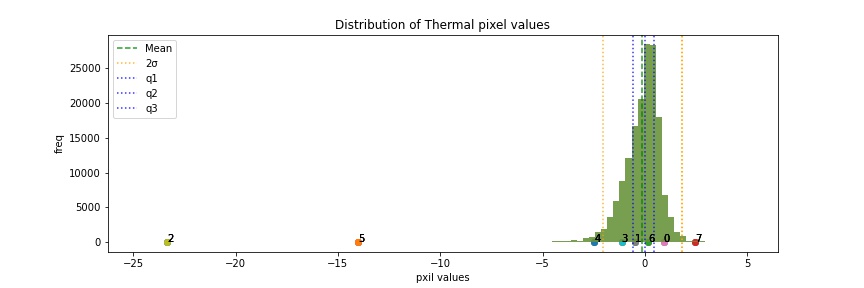 Distribution of Thermal pixel values
Mean
2σ
q1
q2
q3
freq
25000
20000
15000
10000
5000
0
2 5 4 3 1 6 0 7
−25 −20 −15 −10 −5 0 5
pxil values